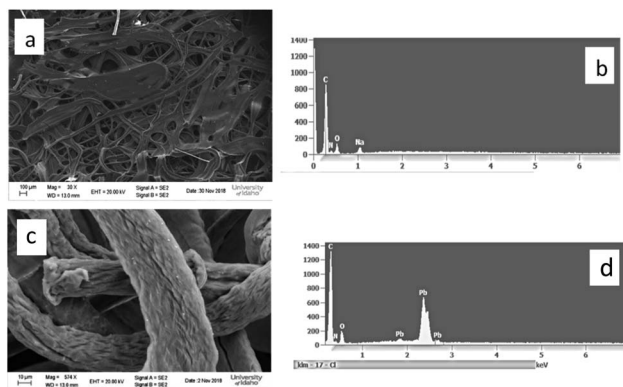 a
100 µm
Mag = 30 X
WD = 13.0 mm
EHT = 20.00 kV
Signal A = SE2
Signal B = SE2
Date :30 Nov 2018
University
of Idaho
b
1400
1200
1000
800
600
400
200
0
C
N
O
Na
0 1 2 3 4 5 6
c
10 µm
Mag = 574 X
WD = 13.8 mm
EHT = 20.00 kV
Signal A = SE2
Signal B = SE2
Date :2 Nov 2018
University
of Idaho
d
1400
1200
1000
800
600
400
200
0
C
N
O
Pb
Pb
Pb
1 2 3 4 5 6
klm - 17 - Cl
keV